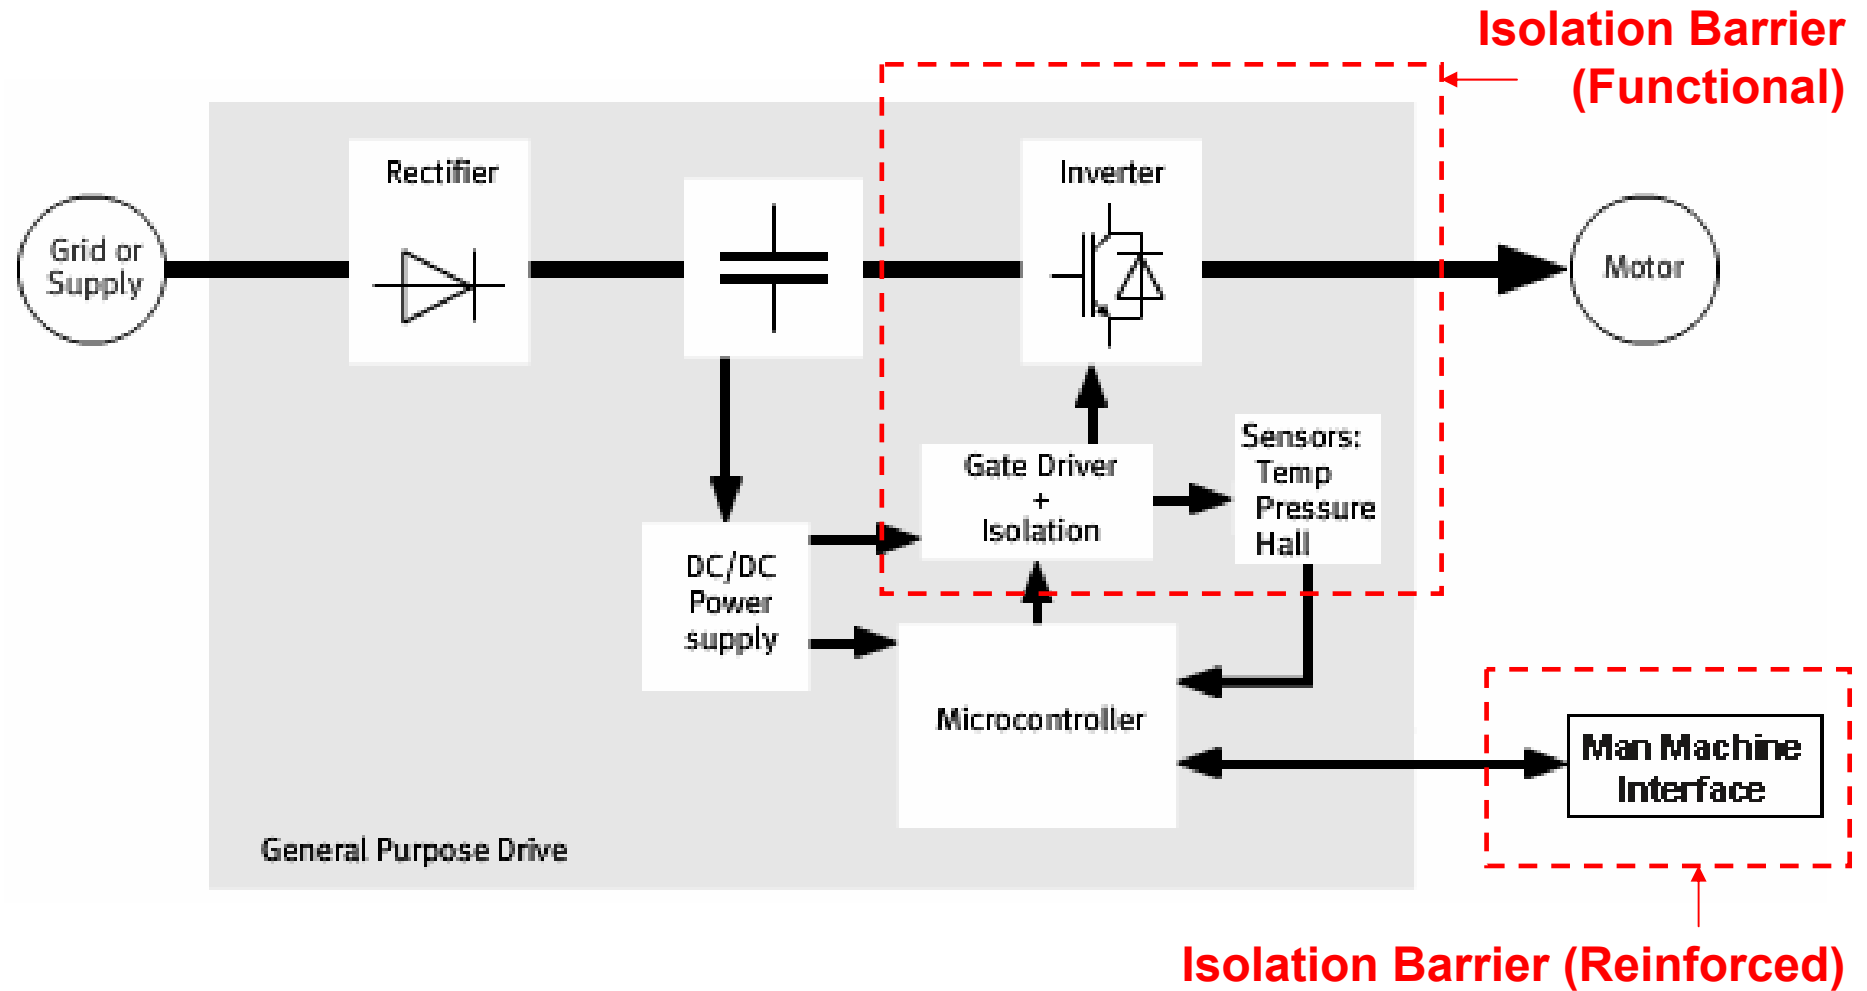 Isolation Barrier
(Functional)
Rectifier
Inverter
Grid or
Supply
Motor
Sensors:
Temp
Pressure
Hall
Gate Driver
+
Isolation
DC/DC
Power
supply
Microcontroller
Man Machine
Interface
General Purpose Drive
Isolation Barrier (Reinforced)